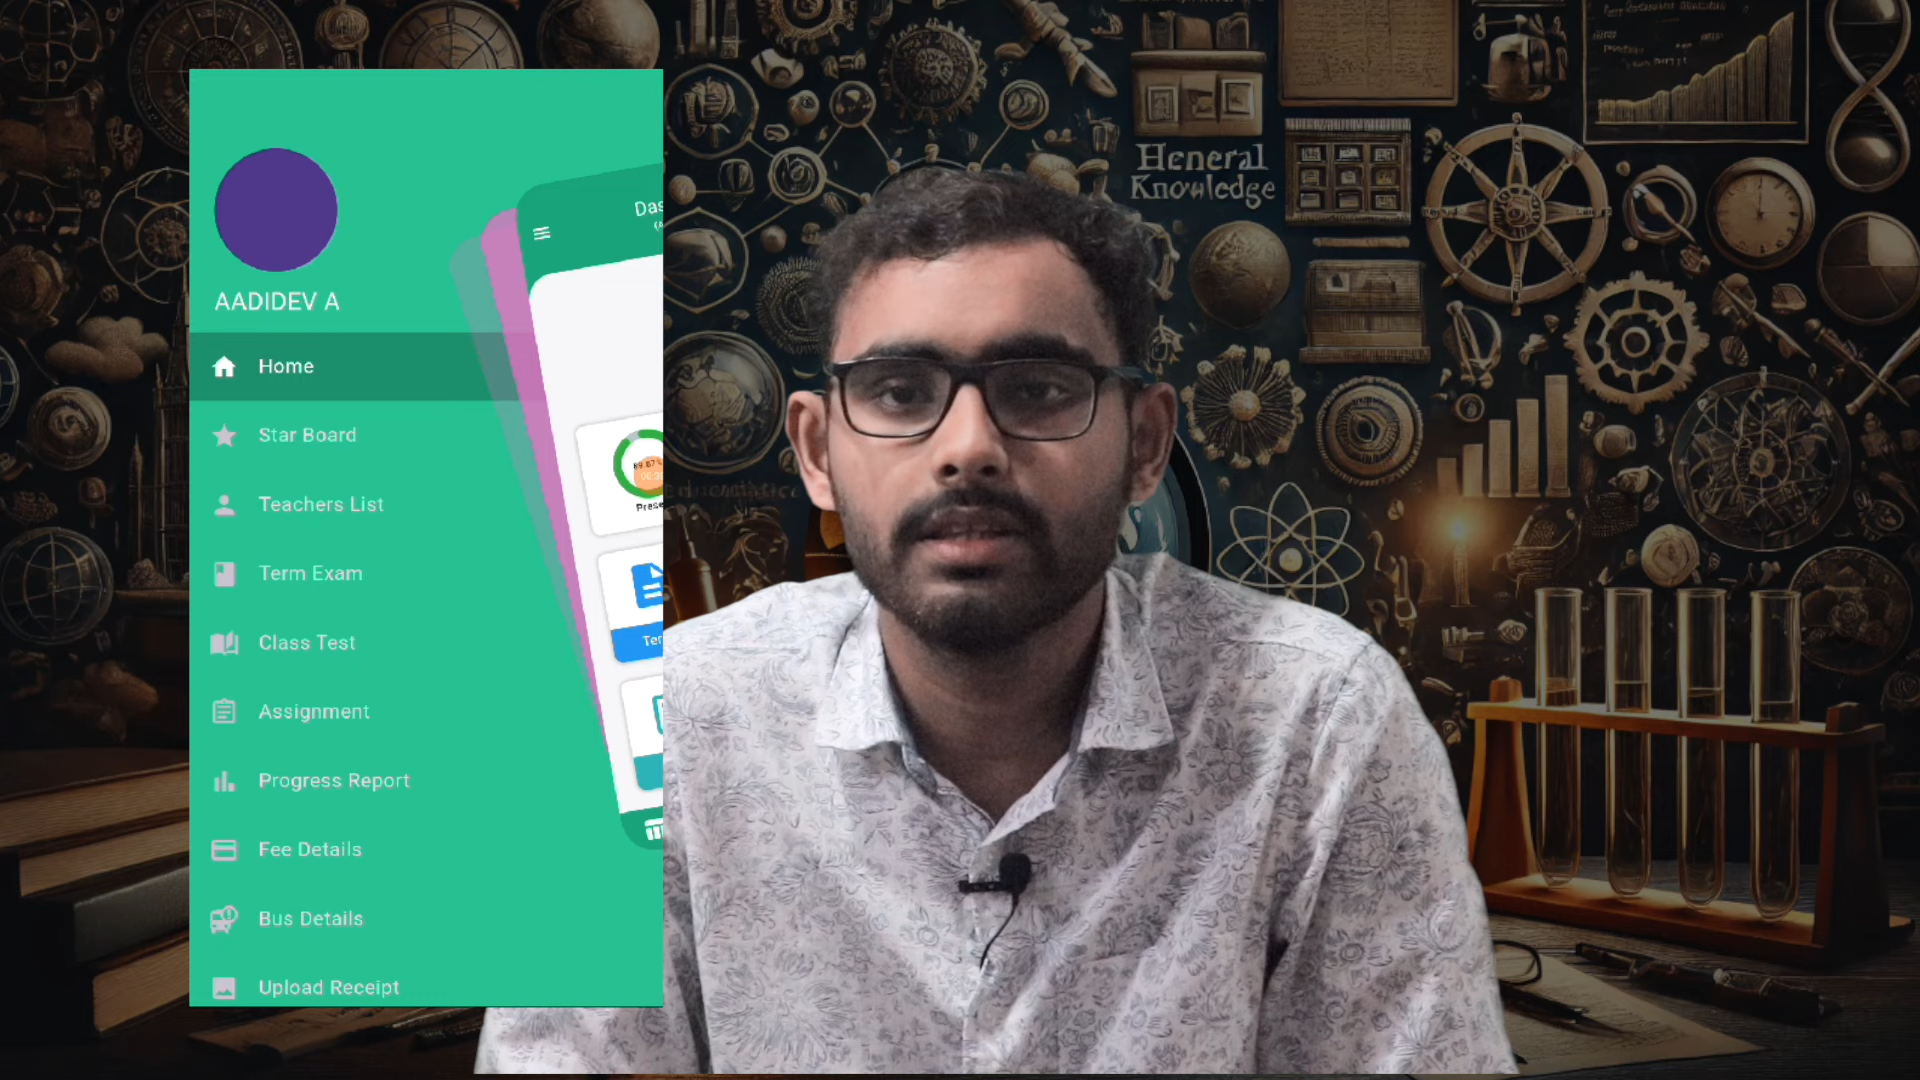 AADIDEV A
Home
Star Board
Teachers List
Term Exam
Class Test
Assignment
Progress Report
Fee Details
Bus Details
Upload Receipt
Heneral
Knowledge